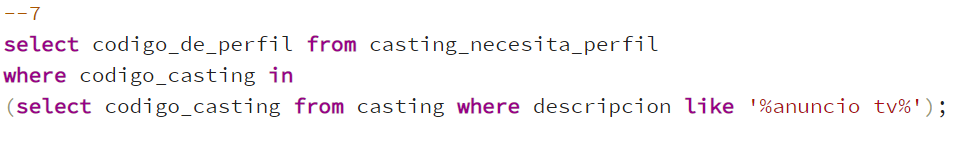 --7
select codigo_de_perfil from casting_necesita_perfil
where codigo_casting in
(select codigo_casting from casting where descripcion like '%anuncio tv%');